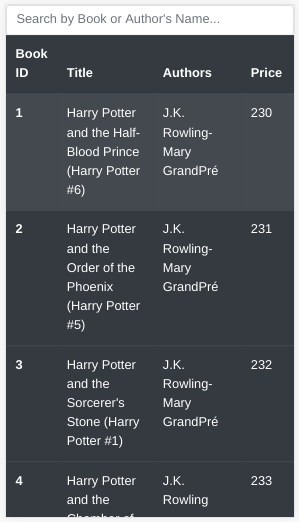 Search by Book or Author's Name...
Book
ID Title Authors Price
1 Harry Potter J.K. 230
and the Half- Rowling-
Blood Prince Mary
(Harry Potter GrandPré
#6)
2 Harry Potter J.K. 231
and the Rowling-
Order of the Mary
Phoenix GrandPré
(Harry Potter
#5)
3 Harry Potter J.K. 232
and the Rowling-
Sorcerer's Mary
Stone (Harry GrandPré
Potter #1)
4 Harry Potter J.K. 233
and the Rowling
Chamber of